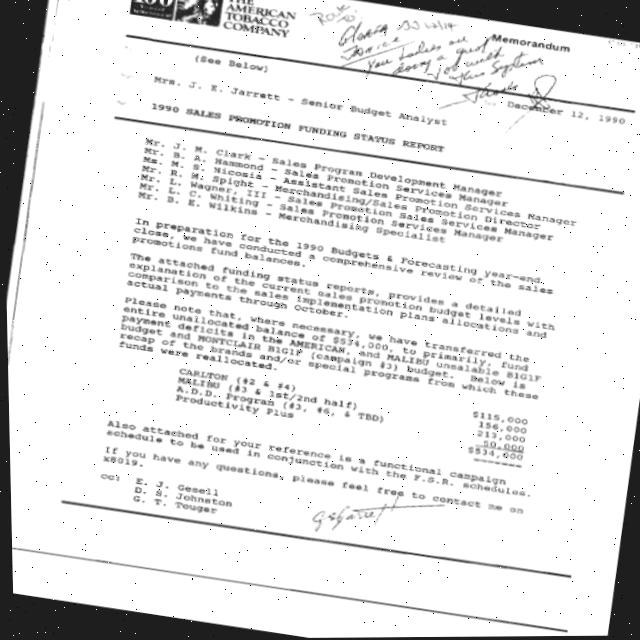 THE
AMERICAN
TOBACCO
COMPANY
Memorandum
you ladies are
doing a great
job with
this system
Thanks
(See Below)
December 12, 1990
Mrs. J. E. Jarrett - Senior Budget Analyst
1990 SALES PROMOTION FUNDING STATUS REPORT
Mr. J. M. Clark - Sales Program Development Manager
Mr. B. A. Hammond - Sales Promotion Services Manager
Ms. M. S. Nicosia - Assistant Sales Promotion Services Manager
Mr. R. H. Spight - Merchandising/Sales Promotion Director
Mr. L. Wagner, III - Sales Promotion Sales Services Manager
Mr. E. C. Whiting - Sales Promotion Services Manager
Mr. B. E. Wilkins - Merchandising Specialist
In preparation for the 1990 Budgets & Forecasting year-end
close, we have conducted a comprehensive review of the sales
promotions fund balances.
The attached funding status reports, provides a detailed
explanation of the current sales promotion budget levels with
comparison to the sales implementation plans allocations and
actual payments through October.
Please note that, where necessary, we have transferred the
entire unallocated balance of $534,000, to primarily, fund
payment deficits in the AMERICAN, and MALIBU unsalable B1G1F
budget and MONTCLAIR B1G1F (campaign #3) budget. Below is
recap of the brands and/or special programs from which these
funds were reallocated.
CARLTON (#2 & #4) $115,000
MALIBU (#3 & 1st/2nd half) 156,000
A.D.D. Program (#3, #6, & TBD) 213,000
Productivity Plus 50,000
$534,000
Also attached for your reference is a functional campaign
schedule to be used in conjunction with the F.S.R. schedules.
If you have any questions, please feel free to contact me on
X8019.
cc: E. J. Gesell
D. S. Johnston
G. T. Tougar